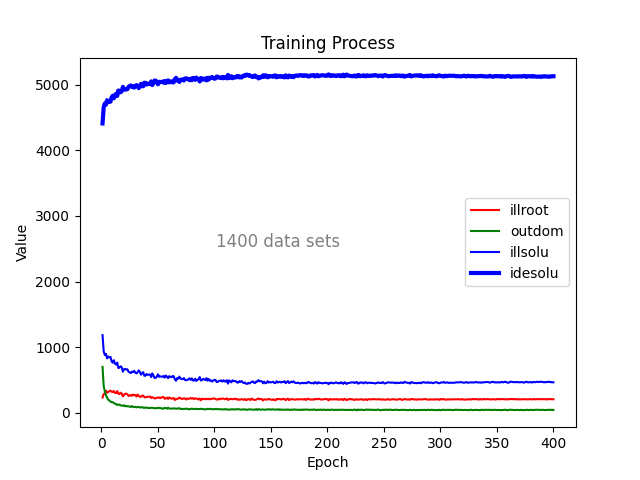 Training Process
Value
5000
4000
3000
2000
1000
0
1400 data sets
illroot
outdom
illsolu
idesolu
0 50 100 150 200 250 300 350 400
Epoch